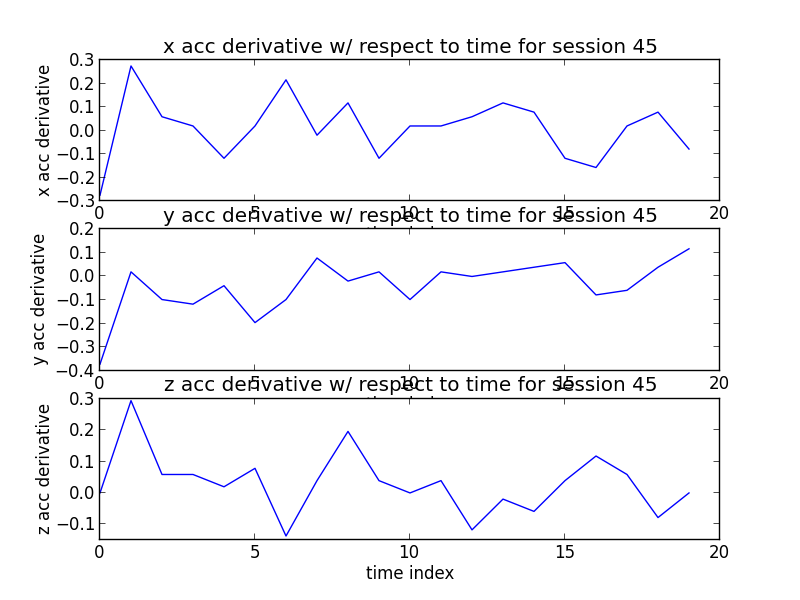 x acc derivative w/ respect to time for session 45
x acc derivative
0.3
0.2
0.1
0.0
−0.1
−0.2
−0.3
0 5 10 15 20
y acc derivative w/ respect to time for session 45
y acc derivative
0.2
0.1
0.0
−0.1
−0.2
−0.3
−0.4
0 5 10 15 20
z acc derivative w/ respect to time for session 45
z acc derivative
0.3
0.2
0.1
0.0
−0.1
0 5 10 15 20
time index